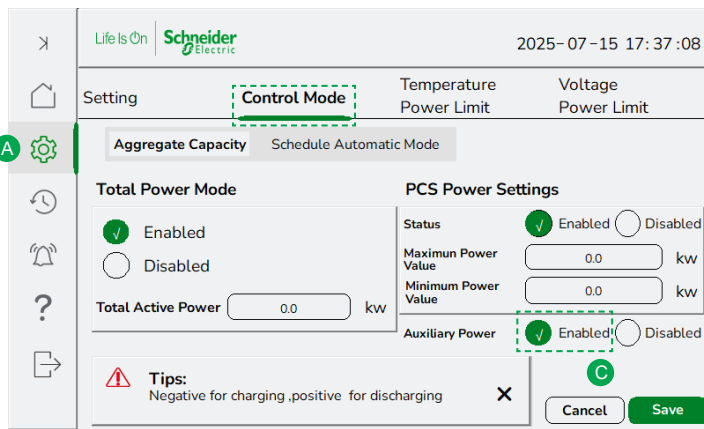 Life Is On | Schneider Electric
2025-07-15 17:37:08
Setting
Control Mode
Temperature
Power Limit
Voltage
Power Limit
A
Aggregate Capacity
Schedule Automatic Mode
Total Power Mode
√ Enabled
Disabled
Total Active Power 0.0 kw
PCS Power Settings
Status √ Enabled Disabled
Maximun Power
Value
0.0 kw
Minimum Power
Value
0.0 kw
Auxiliary Power √ Enabled Disabled
C
?
Tips:
Negative for charging ,positive for discharging
Cancel
Save